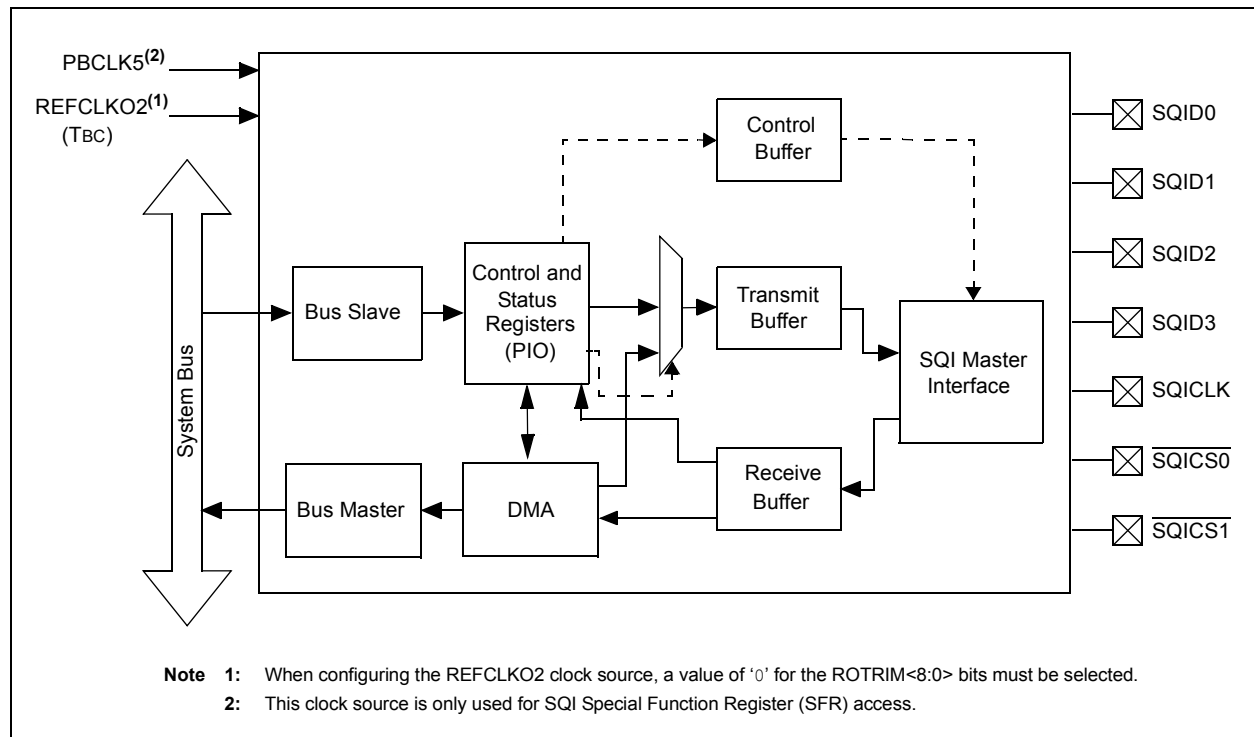 PBCLK5(2)
REFCLKO2(1)
(TBC)
System Bus
Bus Slave
Bus Master
Control and
Status
Registers
(PIO)
DMA
Control
Buffer
Transmit
Buffer
Receive
Buffer
SQI Master
Interface
SQID0
SQID1
SQID2
SQID3
SQICLK
SQICS0
SQICS1
Note 1: When configuring the REFCLKO2 clock source, a value of ‘0’ for the ROTRIM<8:0> bits must be selected.
2: This clock source is only used for SQI Special Function Register (SFR) access.